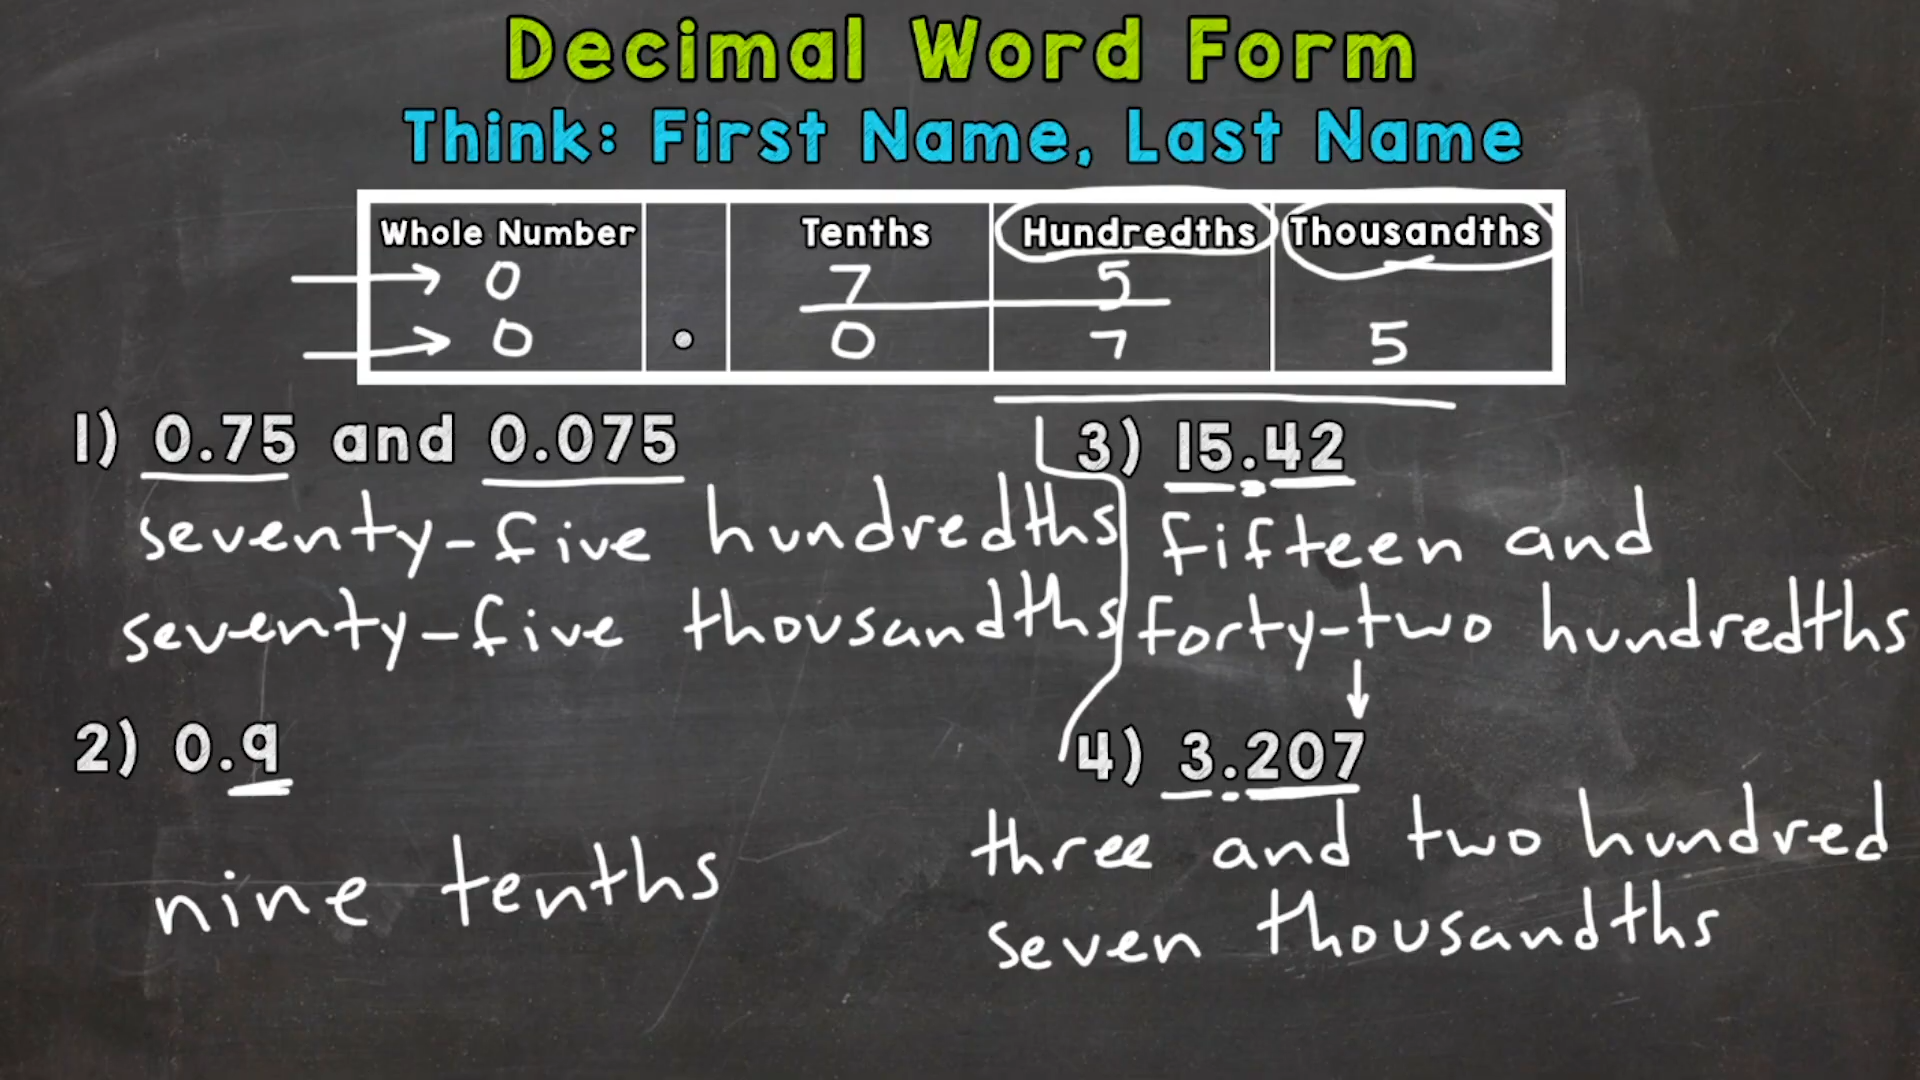 Decimal Word Form
Think: First Name, Last Name
Whole Number Tenths Hundredths Thousandths
0 7 5
0 . 0 7 5
1) 0.75 and 0.075
seventy-five hundredths
seventy-five thousandths
2) 0.9
nine tenths
3) 15.42
fifteen and
forty-two hundredths
4) 3.207
three and two hundred
seven thousandths